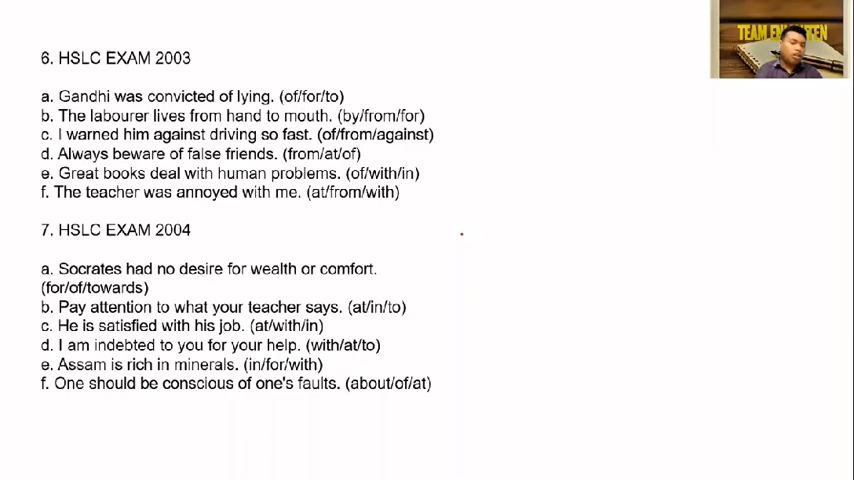 TEAM EN
TEN
6. HSLC EXAM 2003
a. Gandhi was convicted of lying. (of/for/to)
b. The labourer lives from hand to mouth. (by/from/for)
c. I warned him against driving so fast. (of/from/against)
d. Always beware of false friends. (from/at/of)
e. Great books deal with human problems. (of/with/in)
f. The teacher was annoyed with me. (at/from/with)
7. HSLC EXAM 2004
a. Socrates had no desire for wealth or comfort.
(for/of/towards)
b. Pay attention to what your teacher says. (at/in/to)
c. He is satisfied with his job. (at/with/in)
d. I am indebted to you for your help. (with/at/to)
e. Assam is rich in minerals. (in/for/with)
f. One should be conscious of one's faults. (about/of/at)